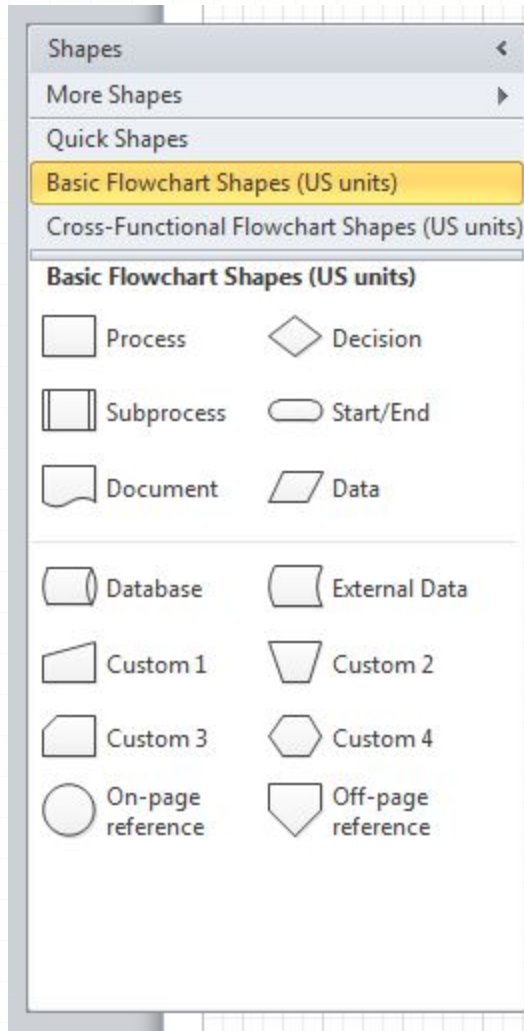 Shapes
More Shapes
Quick Shapes
Basic Flowchart Shapes (US units)
Cross-Functional Flowchart Shapes (US units)
Basic Flowchart Shapes (US units)
Process
Decision
Subprocess
Start/End
Document
Data
Database
External Data
Custom 1
Custom 2
Custom 3
Custom 4
On-page
reference
Off-page
reference